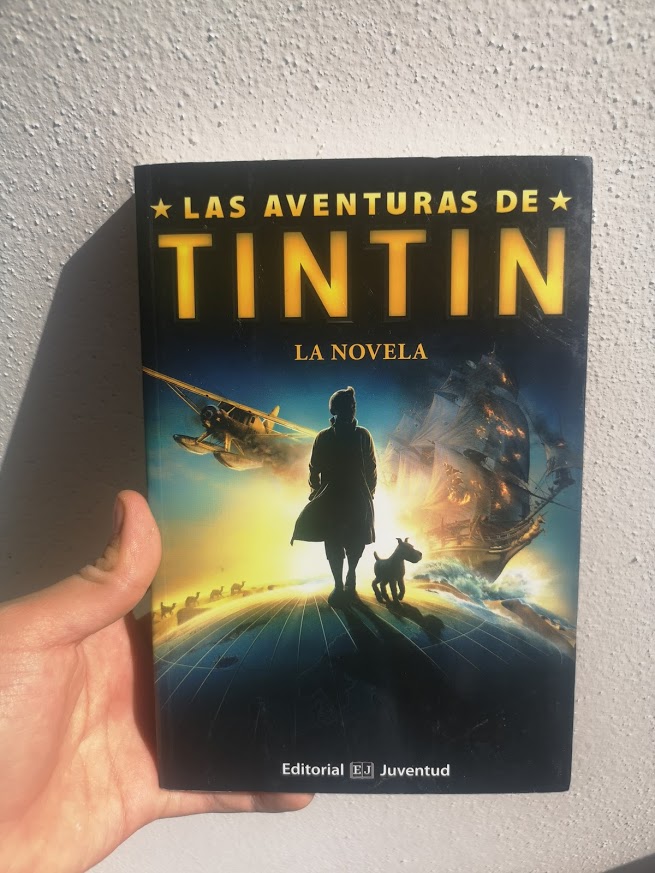 ★ LAS AVENTURAS DE ★
TINTIN
LA NOVELA
Editorial EJ Juventud